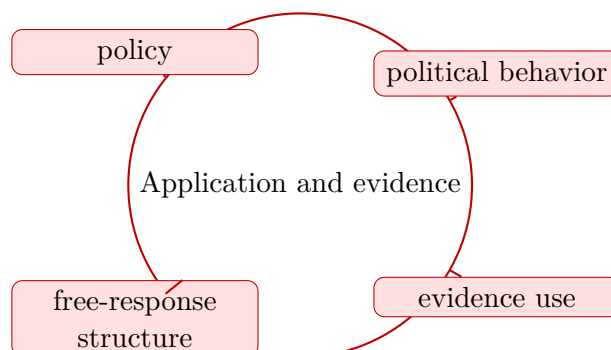 policy
political behavior
Application and evidence
free-response
structure
evidence use